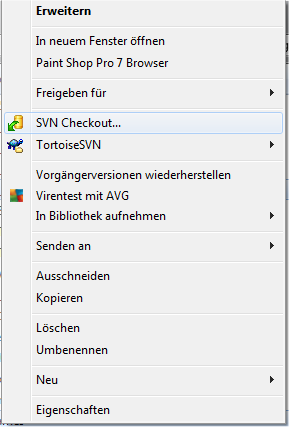 Erweitern
In neuem Fenster öffnen
Paint Shop Pro 7 Browser
Freigeben für
SVN Checkout...
TortoiseSVN
Vorgängerversionen wiederherstellen
Virentest mit AVG
In Bibliothek aufnehmen
Senden an
Ausschneiden
Kopieren
Löschen
Umbenennen
Neu
Eigenschaften